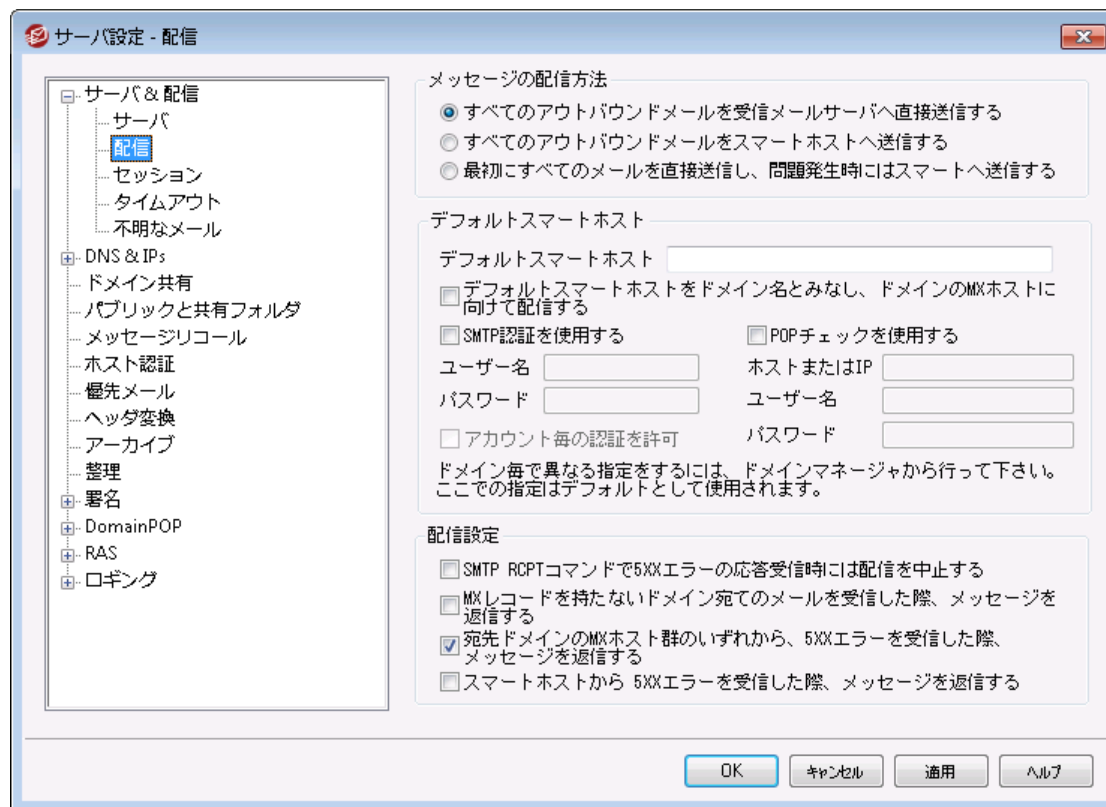 サーバ設定 - 配信
サーバ & 配信
サーバ
配信
セッション
タイムアウト
不明なメール
DNS & IPs
ドメイン共有
パブリックと共有フォルダ
メッセージリコール
ホスト認証
優先メール
ヘッダ変換
アーカイブ
整理
署名
DomainPOP
RAS
ロギング
メッセージの配信方法
すべてのアウトバウンドメールを受信メールサーバへ直接送信する
すべてのアウトバウンドメールをスマートホストへ送信する
最初にすべてのメールを直接送信し、問題発生時にはスマートへ送信する
デフォルトスマートホスト
デフォルトスマートホスト
デフォルトスマートホストをドメイン名とみなし、ドメインのMXホストに
向けて配信する
SMTP認証を使用する
POPチェックを使用する
ユーザー名
ホストまたはIP
パスワード
ユーザー名
アカウント毎の認証を許可
パスワード
ドメイン毎で異なる指定をするには、ドメインマネージャから行って下さい。
ここでの指定はデフォルトとして使用されます。
配信設定
SMTP RCPTコマンドで5XXエラーの応答受信時には配信を中止する
MXレコードを持たないドメイン宛てのメールを受信した際、メッセージを
返信する
宛先ドメインのMXホスト群のいずれから、5XXエラーを受信した際、
メッセージを返信する
スマートホストから 5XXエラーを受信した際、メッセージを返信する
OK
キャンセル
適用
ヘルプ